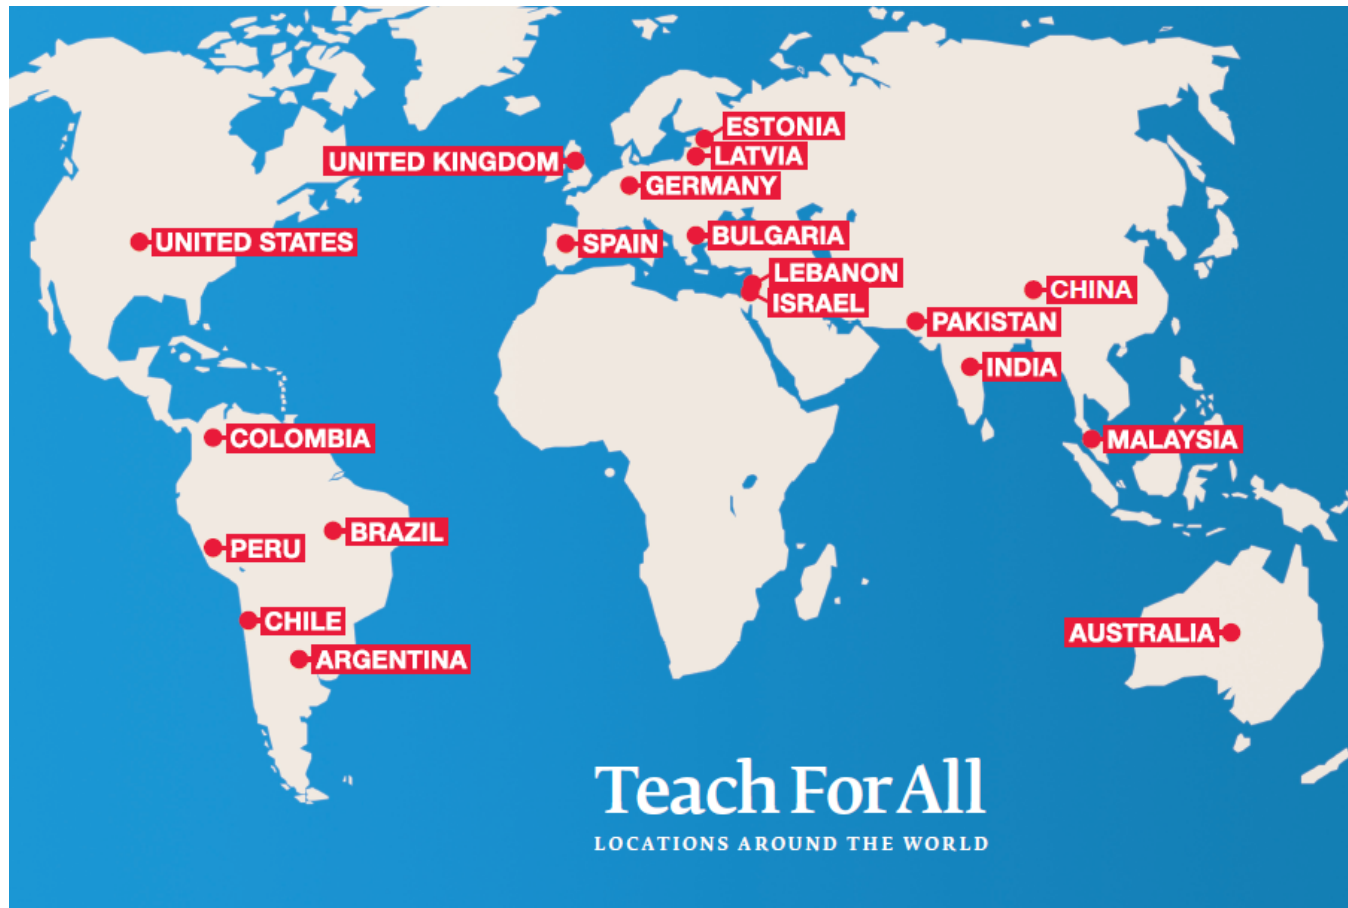 ESTONIA
LATVIA
UNITED KINGDOM
GERMANY
UNITED STATES
SPAIN
BULGARIA
LEBANON
ISRAEL
CHINA
PAKISTAN
INDIA
COLOMBIA
MALAYSIA
BRAZIL
PERU
CHILE
AUSTRALIA
ARGENTINA
Teach For All
LOCATIONS AROUND THE WORLD